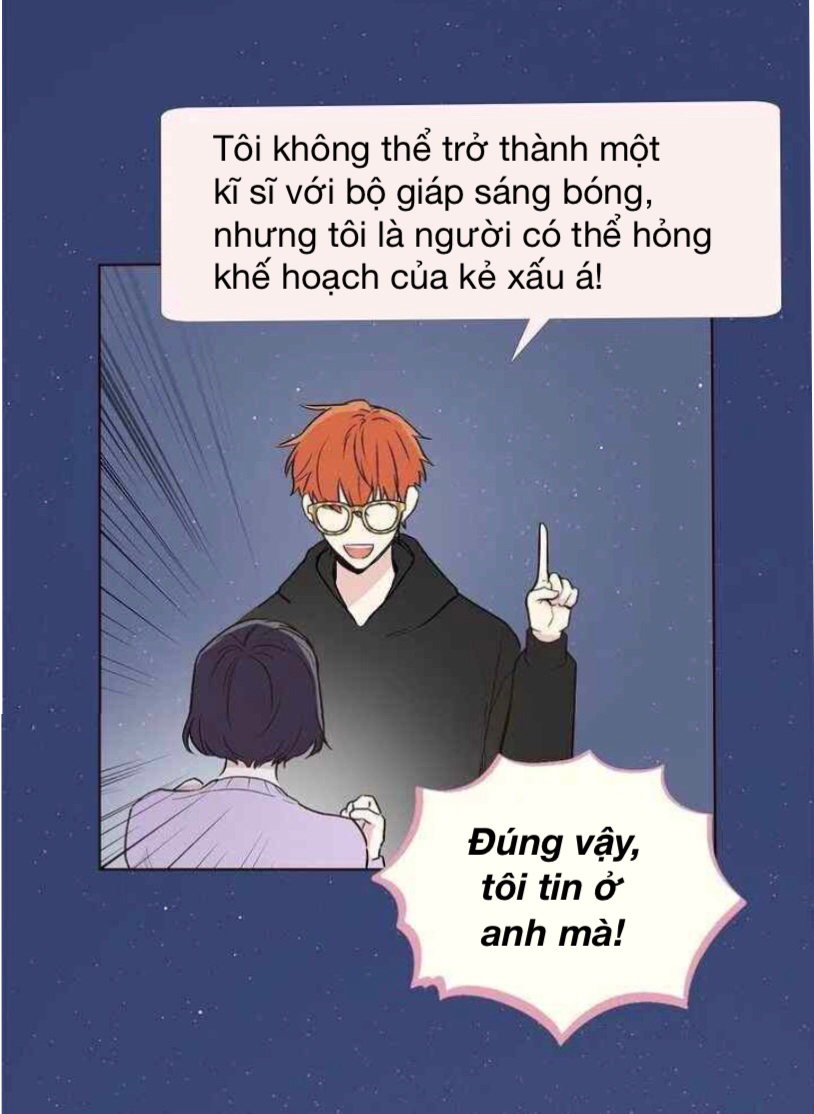 Tôi không thể trở thành một
kĩ sĩ với bộ giáp sáng bóng,
nhưng tôi là người có thể hỏng
khế hoạch của kẻ xấu á!
Đúng vậy,
tôi tin ở
anh mà!